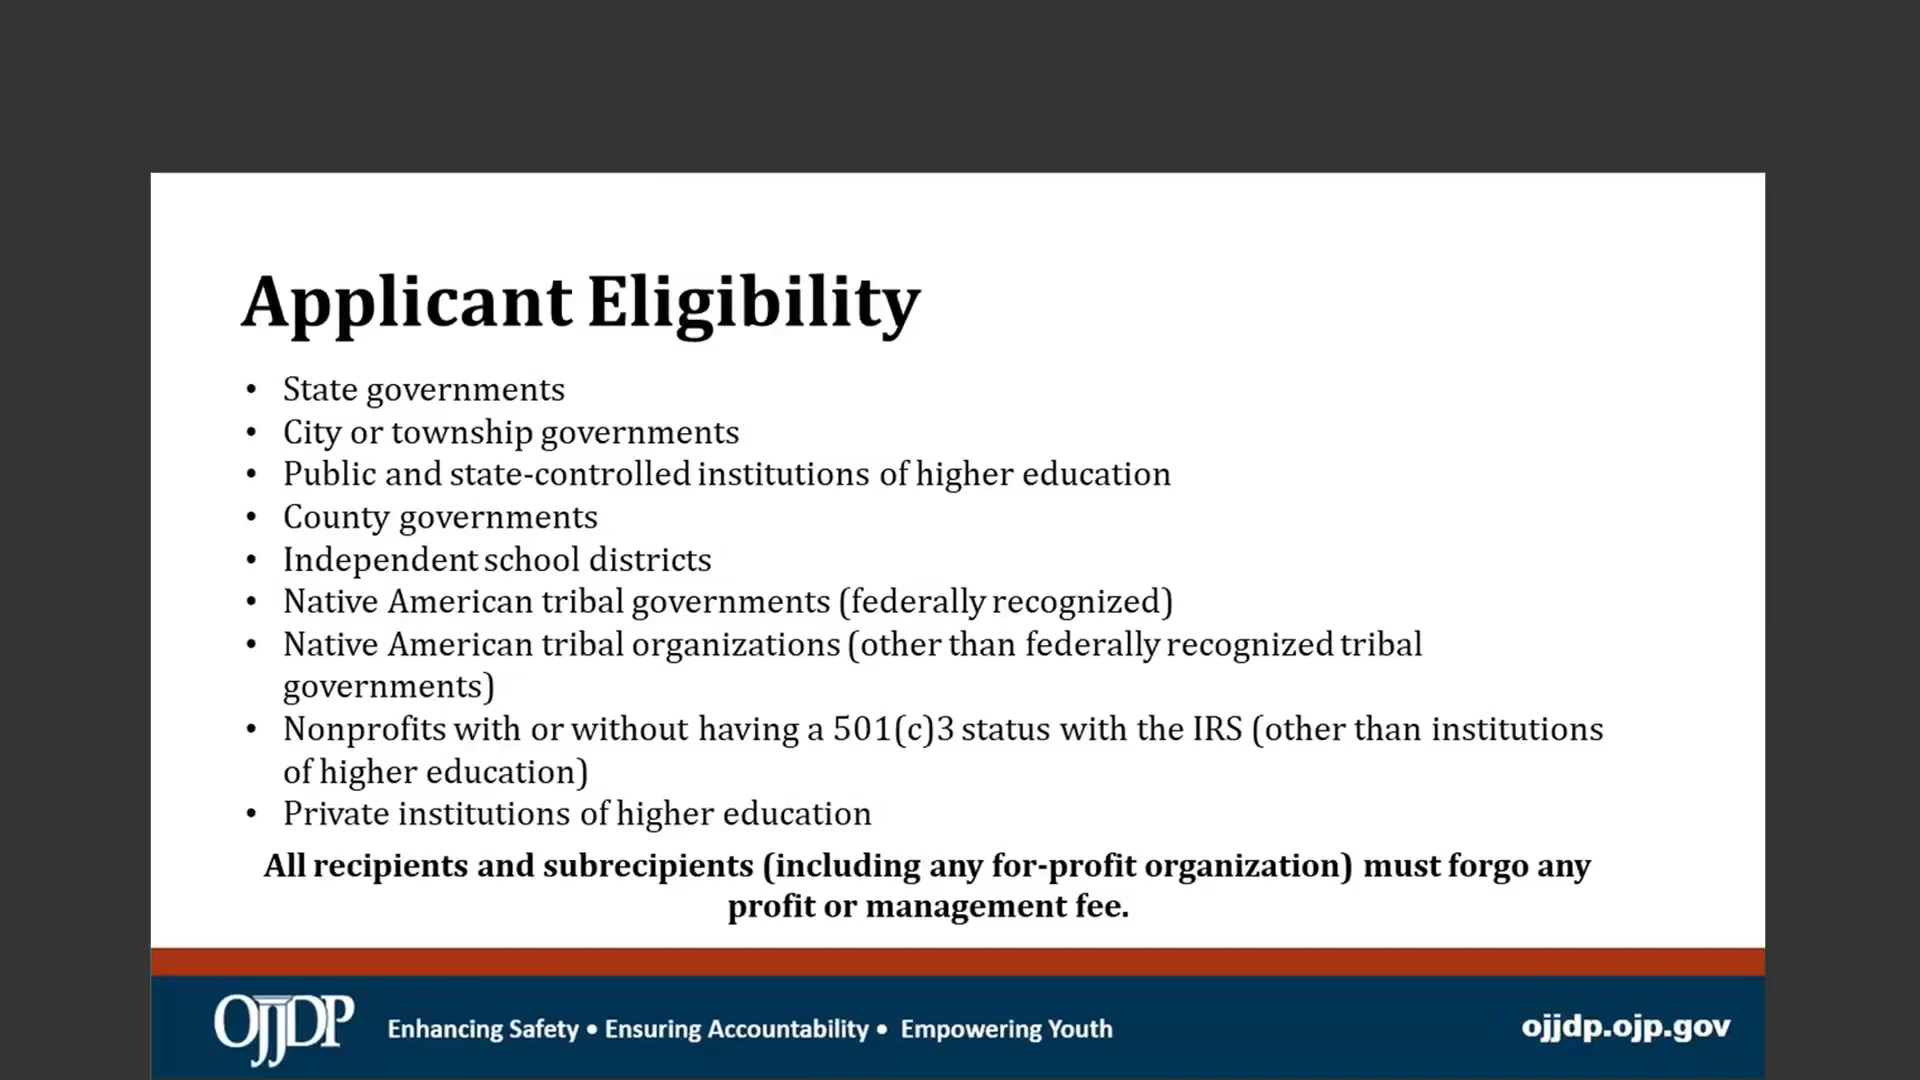 Applicant Eligibility
• State governments
• City or township governments
• Public and state-controlled institutions of higher education
• County governments
• Independent school districts
• Native American tribal governments (federally recognized)
• Native American tribal organizations (other than federally recognized tribal
governments)
• Nonprofits with or without having a 501(c)3 status with the IRS (other than institutions
of higher education)
• Private institutions of higher education
All recipients and subrecipients (including any for-profit organization) must forgo any
profit or management fee.
OJJDP Enhancing Safety • Ensuring Accountability • Empowering Youth ojjdp.ojp.gov